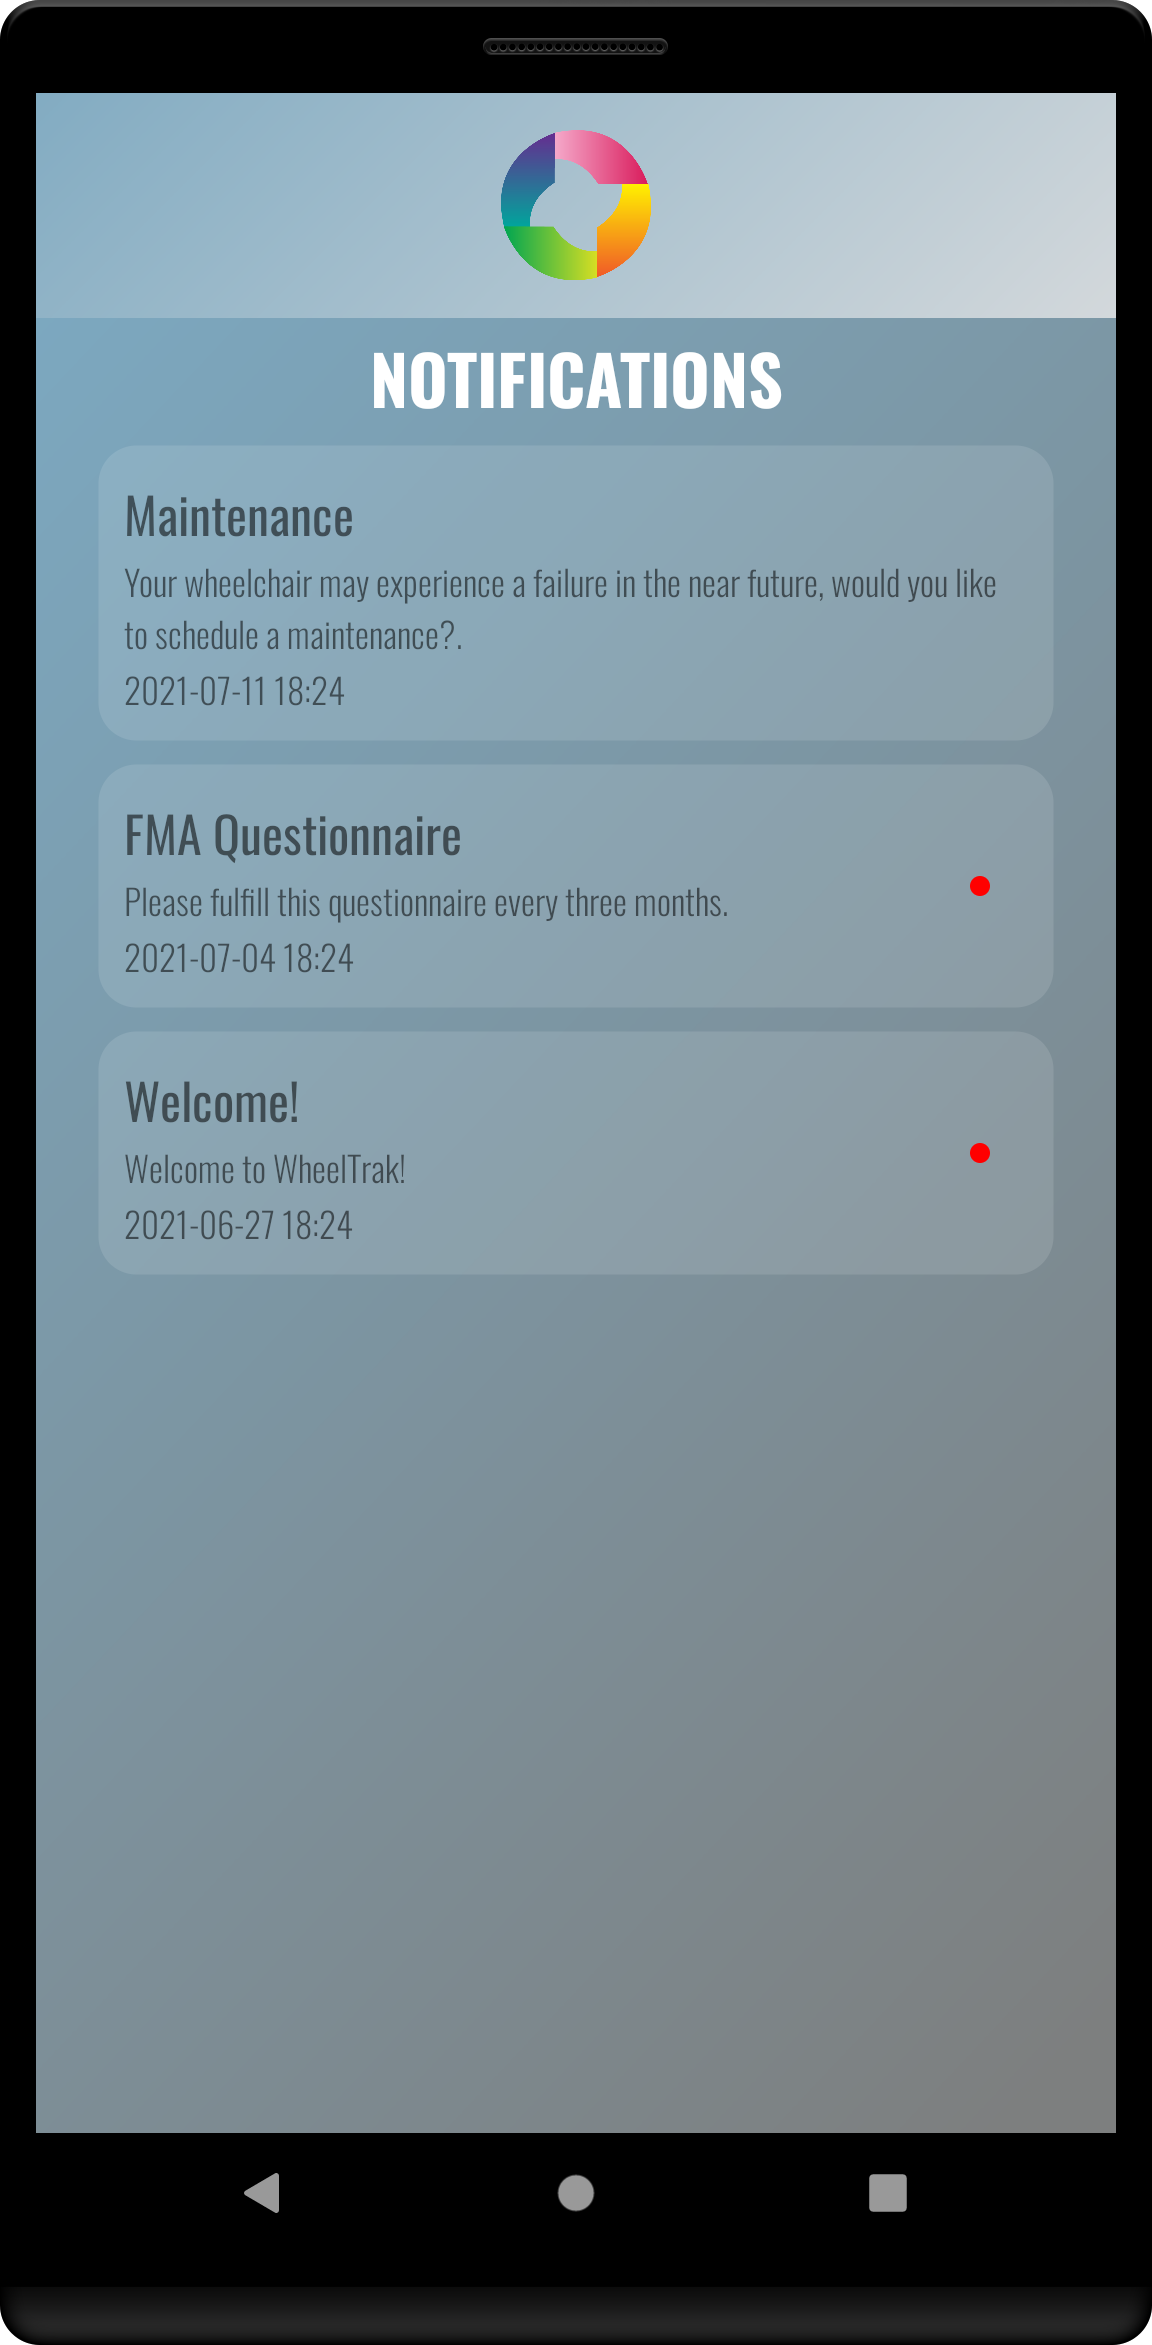 NOTIFICATIONS
Maintenance
Your wheelchair may experience a failure in the near future, would you like
to schedule a maintenance?.
2021-07-11 18:24
FMA Questionnaire
Please fulfill this questionnaire every three months.
2021-07-04 18:24
Welcome!
Welcome to WheelTrak!
2021-06-27 18:24